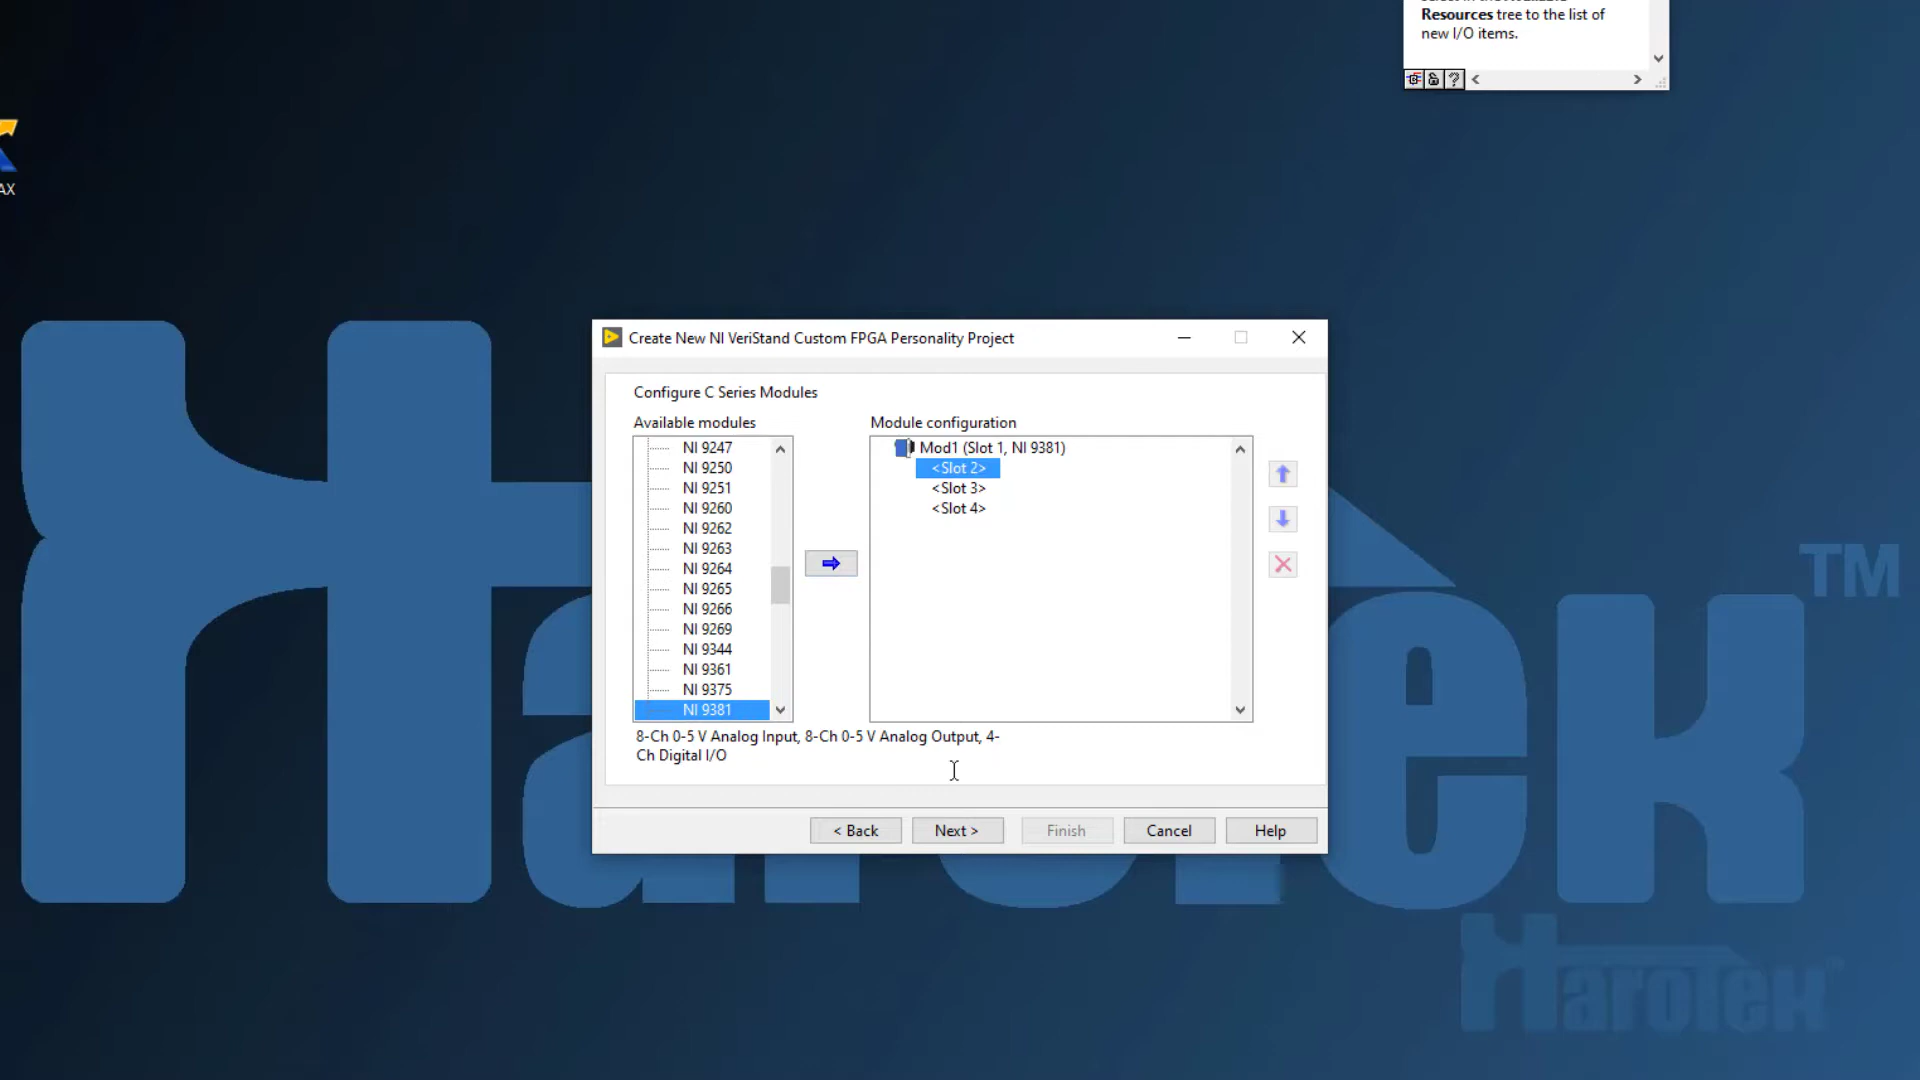 Resources tree to the list of
new I/O items.
AX
Create New NI VeriStand Custom FPGA Personality Project
Configure C Series Modules
Available modules
Module configuration
NI 9247
NI 9250
NI 9251
NI 9260
NI 9262
NI 9263
NI 9264
NI 9265
NI 9266
NI 9269
NI 9344
NI 9361
NI 9375
NI 9381
Mod1 (Slot 1, NI 9381)
<Slot 2>
<Slot 3>
<Slot 4>
8-Ch 0-5 V Analog Input, 8-Ch 0-5 V Analog Output, 4-
Ch Digital I/O
< Back
Next >
Finish
Cancel
Help
HaroTek TM
HaroTek